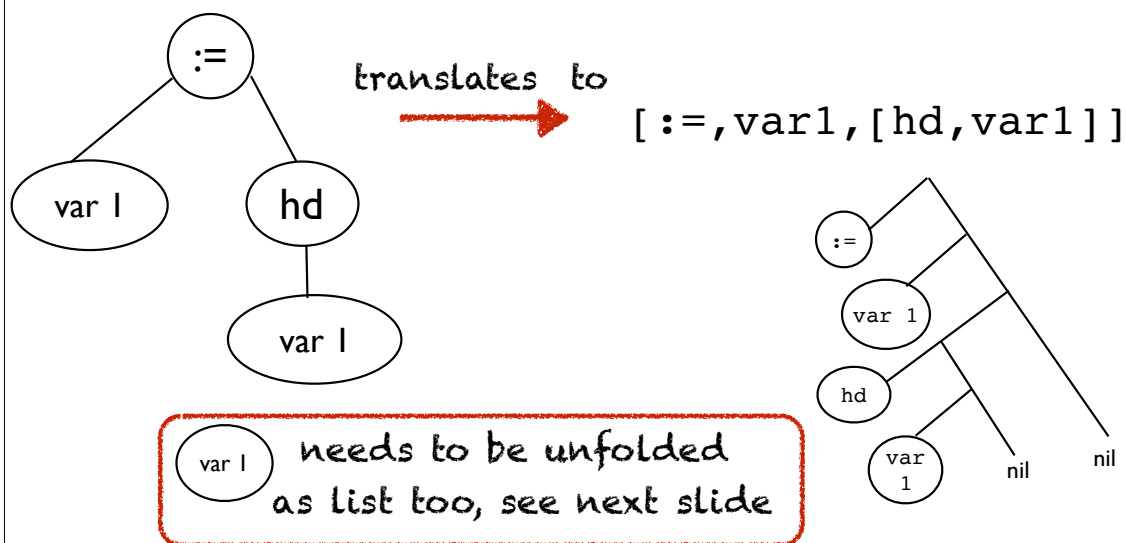 :=
translates to
[:=,var1,[hd,var1]]
var 1
hd
var 1
:=
var 1
hd
var
1
nil
nil
var 1
needs to be unfolded
as list too, see next slide